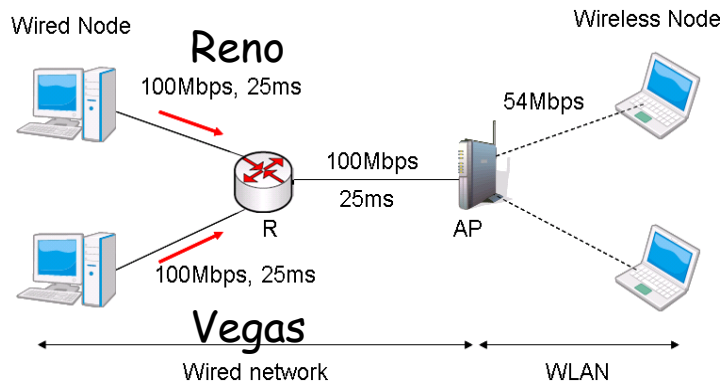 Wired Node
Reno
Wireless Node
100Mbps, 25ms
54Mbps
100Mbps
25ms
R
AP
100Mbps, 25ms
Vegas
Wired network
WLAN